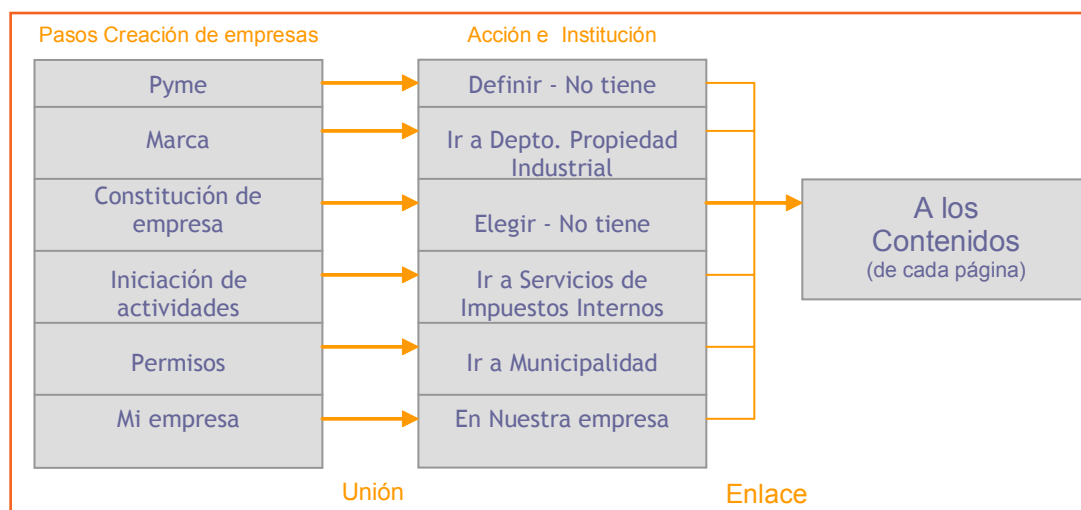 Pasos Creación de empresas
Acción e Institución
Pyme
Definir - No tiene
Marca
Ir a Depto. Propiedad
Industrial
Constitución de
empresa
Elegir - No tiene
Iniciación de
actividades
Ir a Servicios de
Impuestos Internos
Permisos
Ir a Municipalidad
Mi empresa
En Nuestra empresa
A los
Contenidos
(de cada página)
Unión
Enlace